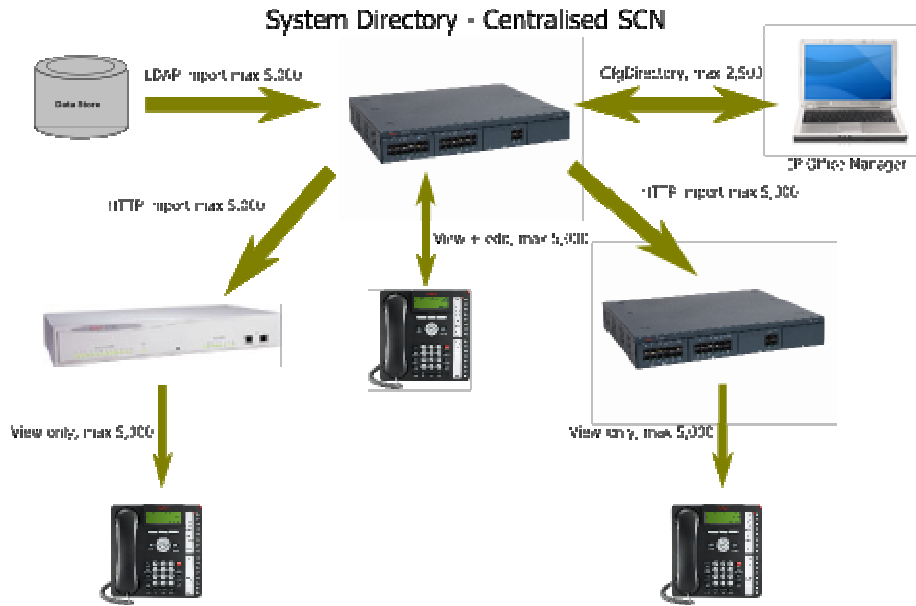 System Directory - Centralised SCN
LDAP import max 5,000
CfgDirectory, max 2,500
Data Store
IP Office Manager
HTTP import max 5,000
HTTP import max 5,000
View + edit, max 5,000
View only, max 5,000
View only, max 5,000